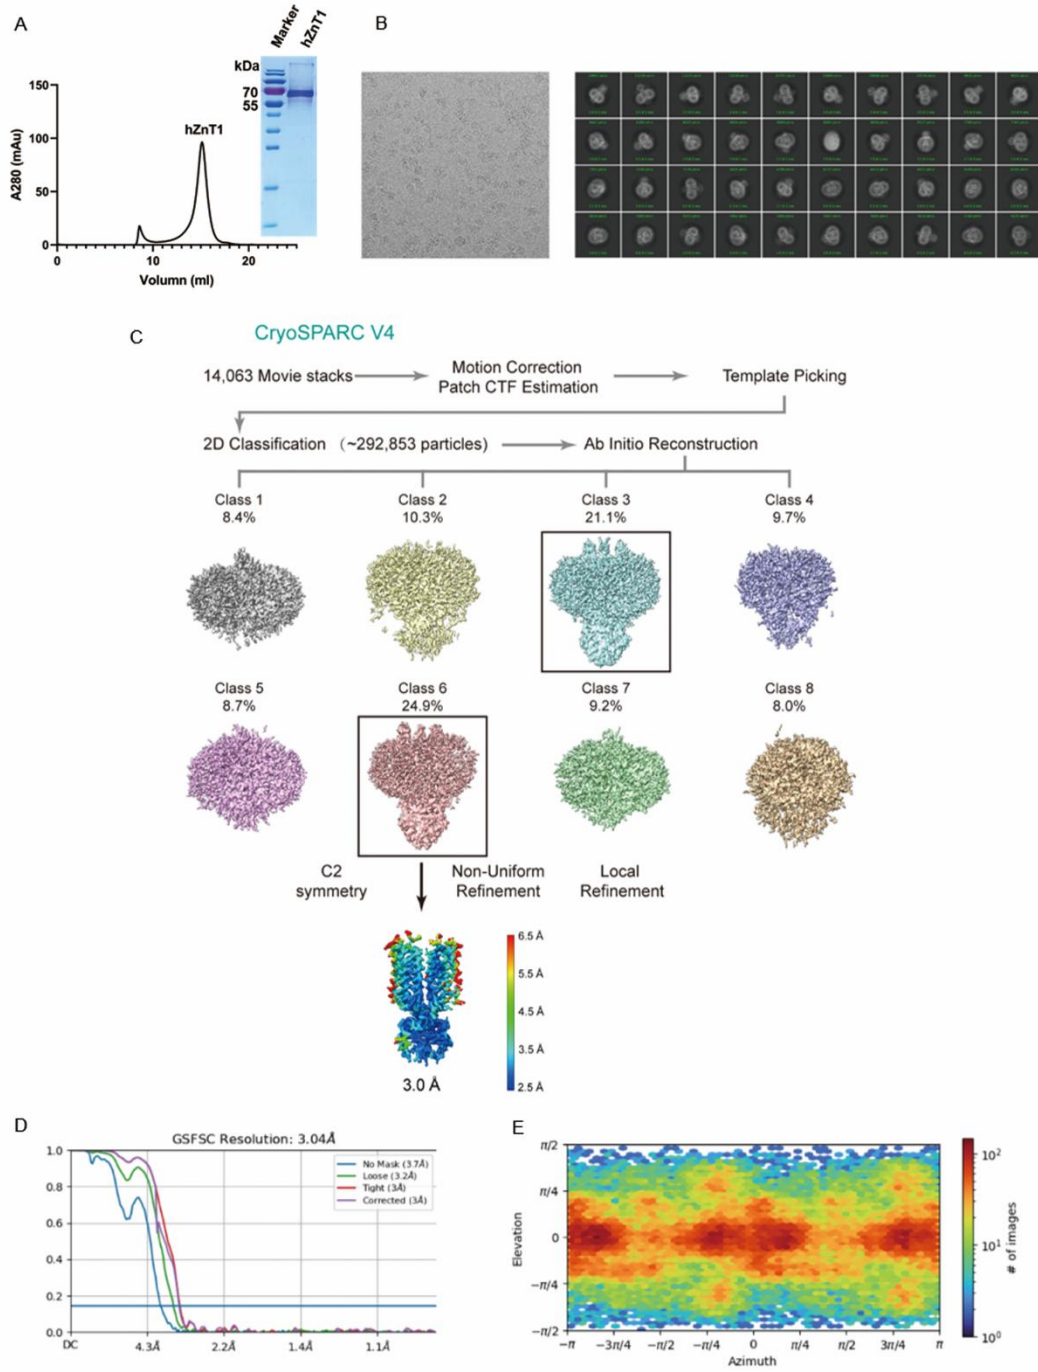 A
Marker
hZnT1
kDa
70
55
150
100
50
0
A280 (mAu)
hZnT1
0
10
20
Volumn (ml)
B
C
CryoSPARC V4
14,063 Movie stacks
Motion Correction
Patch CTF Estimation
Template Picking
2D Classification (~292,853 particles)
Ab Initio Reconstruction
Class 1
8.4%
Class 2
10.3%
Class 3
21.1%
Class 4
9.7%
Class 5
8.7%
Class 6
24.9%
Class 7
9.2%
Class 8
8.0%
C2
symmetry
Non-Uniform
Refinement
Local
Refinement
6.5 Å
5.5 Å
4.5 Å
3.5 Å
2.5 Å
3.0 Å
D
GSFSC Resolution: 3.04Å
1.0
0.8
0.6
0.4
0.2
0.0
No Mask (3.7Å)
Loose (3.2Å)
Tight (3Å)
Corrected (3Å)
DC
4.3Å
2.2Å
1.4Å
1.1Å
E
π/2
π/4
0
−π/4
−π/2
Elevation
−π
−3π/4
−π/2
−π/4
0
π/4
π/2
3π/4
π
Azimuth
10²
10¹
10⁰
# of images